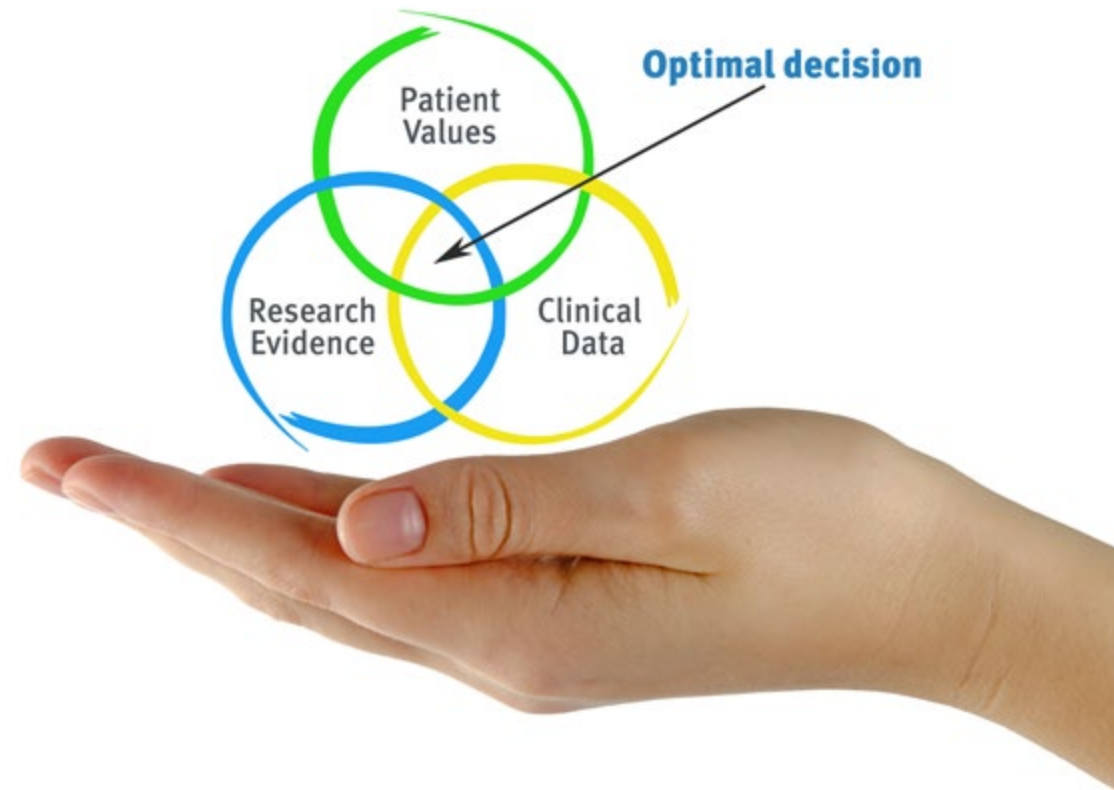 Optimal decision
Patient
Values
Research
Evidence
Clinical
Data